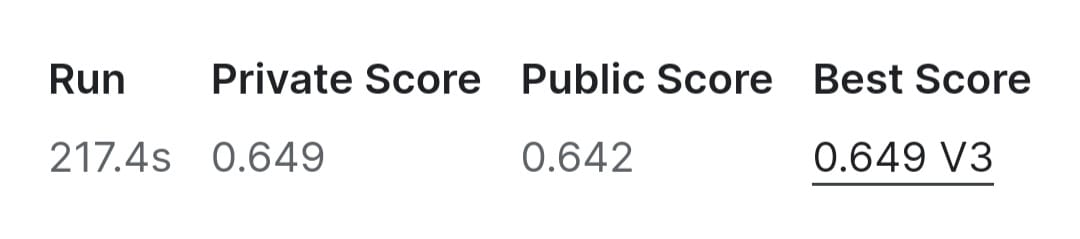 Run Private Score Public Score Best Score
217.4s 0.649 0.642 0.649 V3